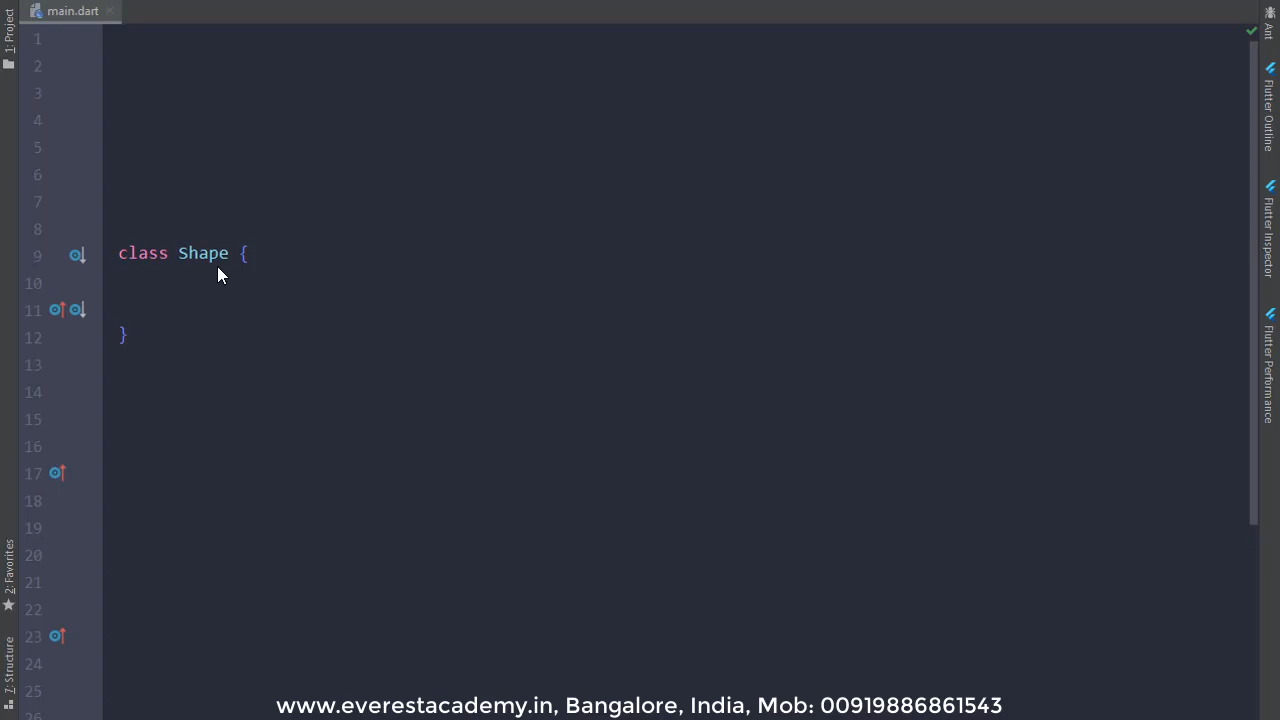 main.dart
1: Project
Ant
Flutter Outline
Flutter Inspector
Flutter Performance
2: Favorites
7: Structure
1
2
3
4
5
6
7
8
9
class Shape {
10
11
12
}
13
14
15
16
17
18
19
20
21
22
23
24
25
26
www.everestacademy.in, Bangalore, India, Mob: 00919886861543